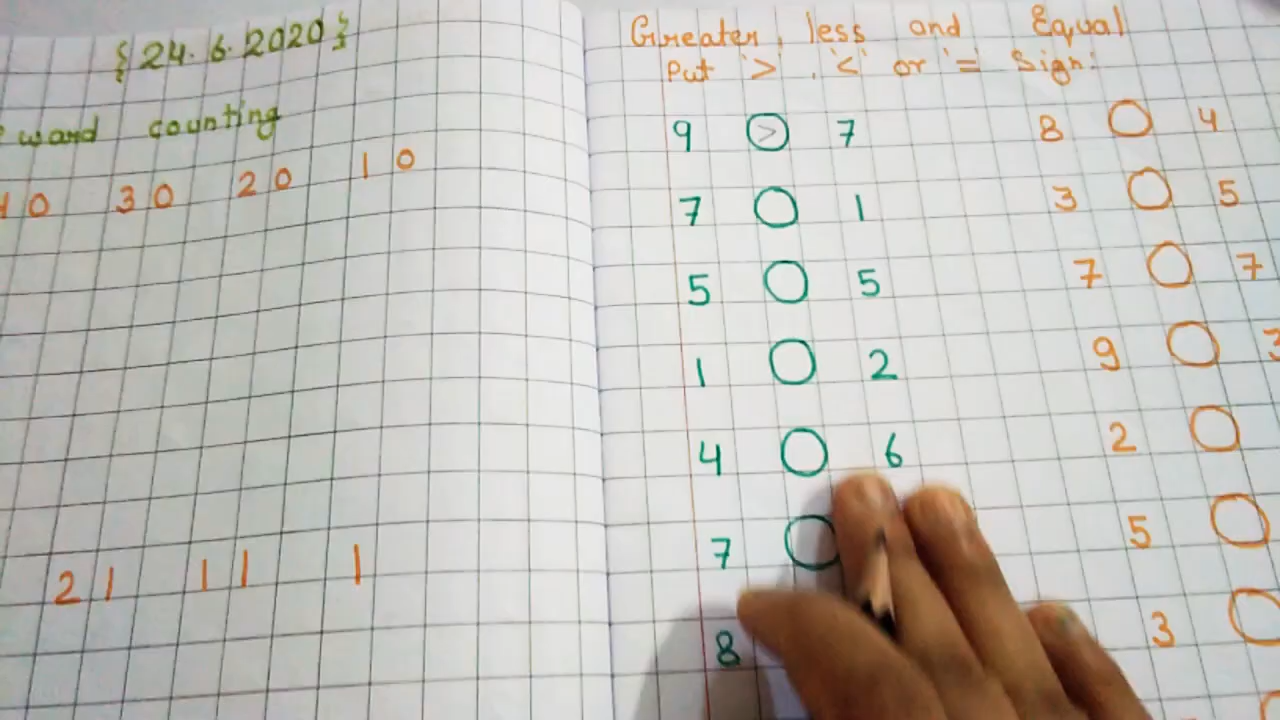 {24.6.2020}
ward counting
30 20 10
21 11 1
Greater, less and Equal
Put '>', '<' or '=' Sign:
9 > 7 8 4
7 1 3 5
5 5 7 7
1 2 9 3
4 6 2
7 5
8 3